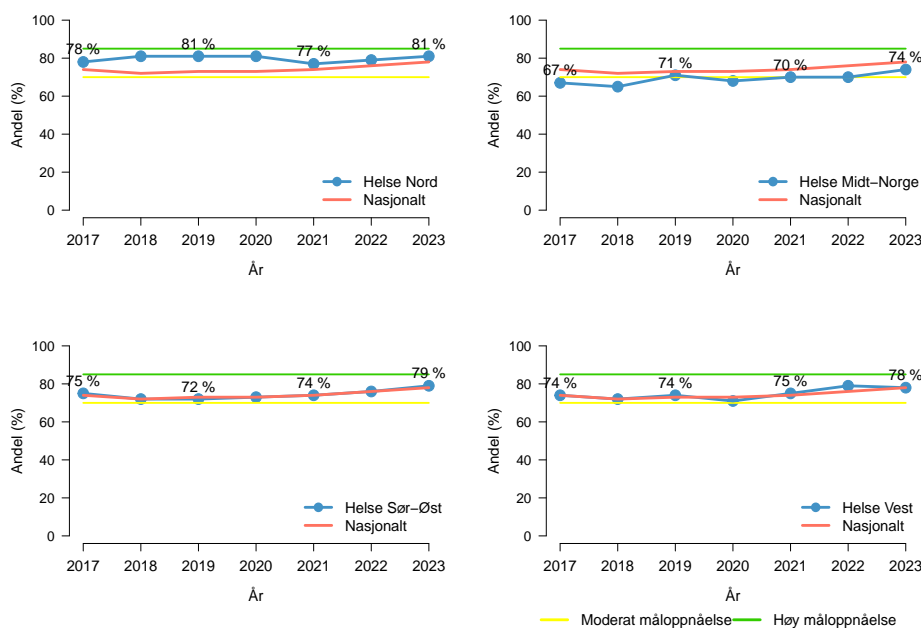 100
80
60
40
20
0
Andel (%)
78 %
81 %
77 %
81 %
Helse Nord
Nasjonalt
2017 2018 2019 2020 2021 2022 2023
År
100
80
60
40
20
0
Andel (%)
67 %
71 %
70 %
74 %
Helse Midt−Norge
Nasjonalt
2017 2018 2019 2020 2021 2022 2023
År
100
80
60
40
20
0
Andel (%)
75 %
72 %
74 %
79 %
Helse Sør−Øst
Nasjonalt
2017 2018 2019 2020 2021 2022 2023
År
100
80
60
40
20
0
Andel (%)
74 %
74 %
75 %
78 %
Helse Vest
Nasjonalt
2017 2018 2019 2020 2021 2022 2023
År
Moderat måloppnåelse Høy måloppnåelse